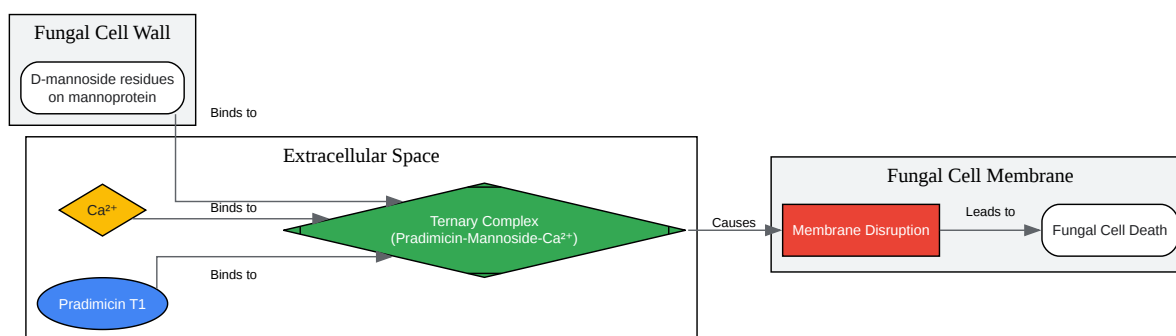 Fungal Cell Wall
D-mannoside residues
on mannoprotein
Binds to
Extracellular Space
Ca²⁺
Binds to
Ternary Complex
(Pradimicin-Mannoside-Ca²⁺)
Binds to
Pradimicin T1
Causes
Fungal Cell Membrane
Membrane Disruption
Leads to
Fungal Cell Death